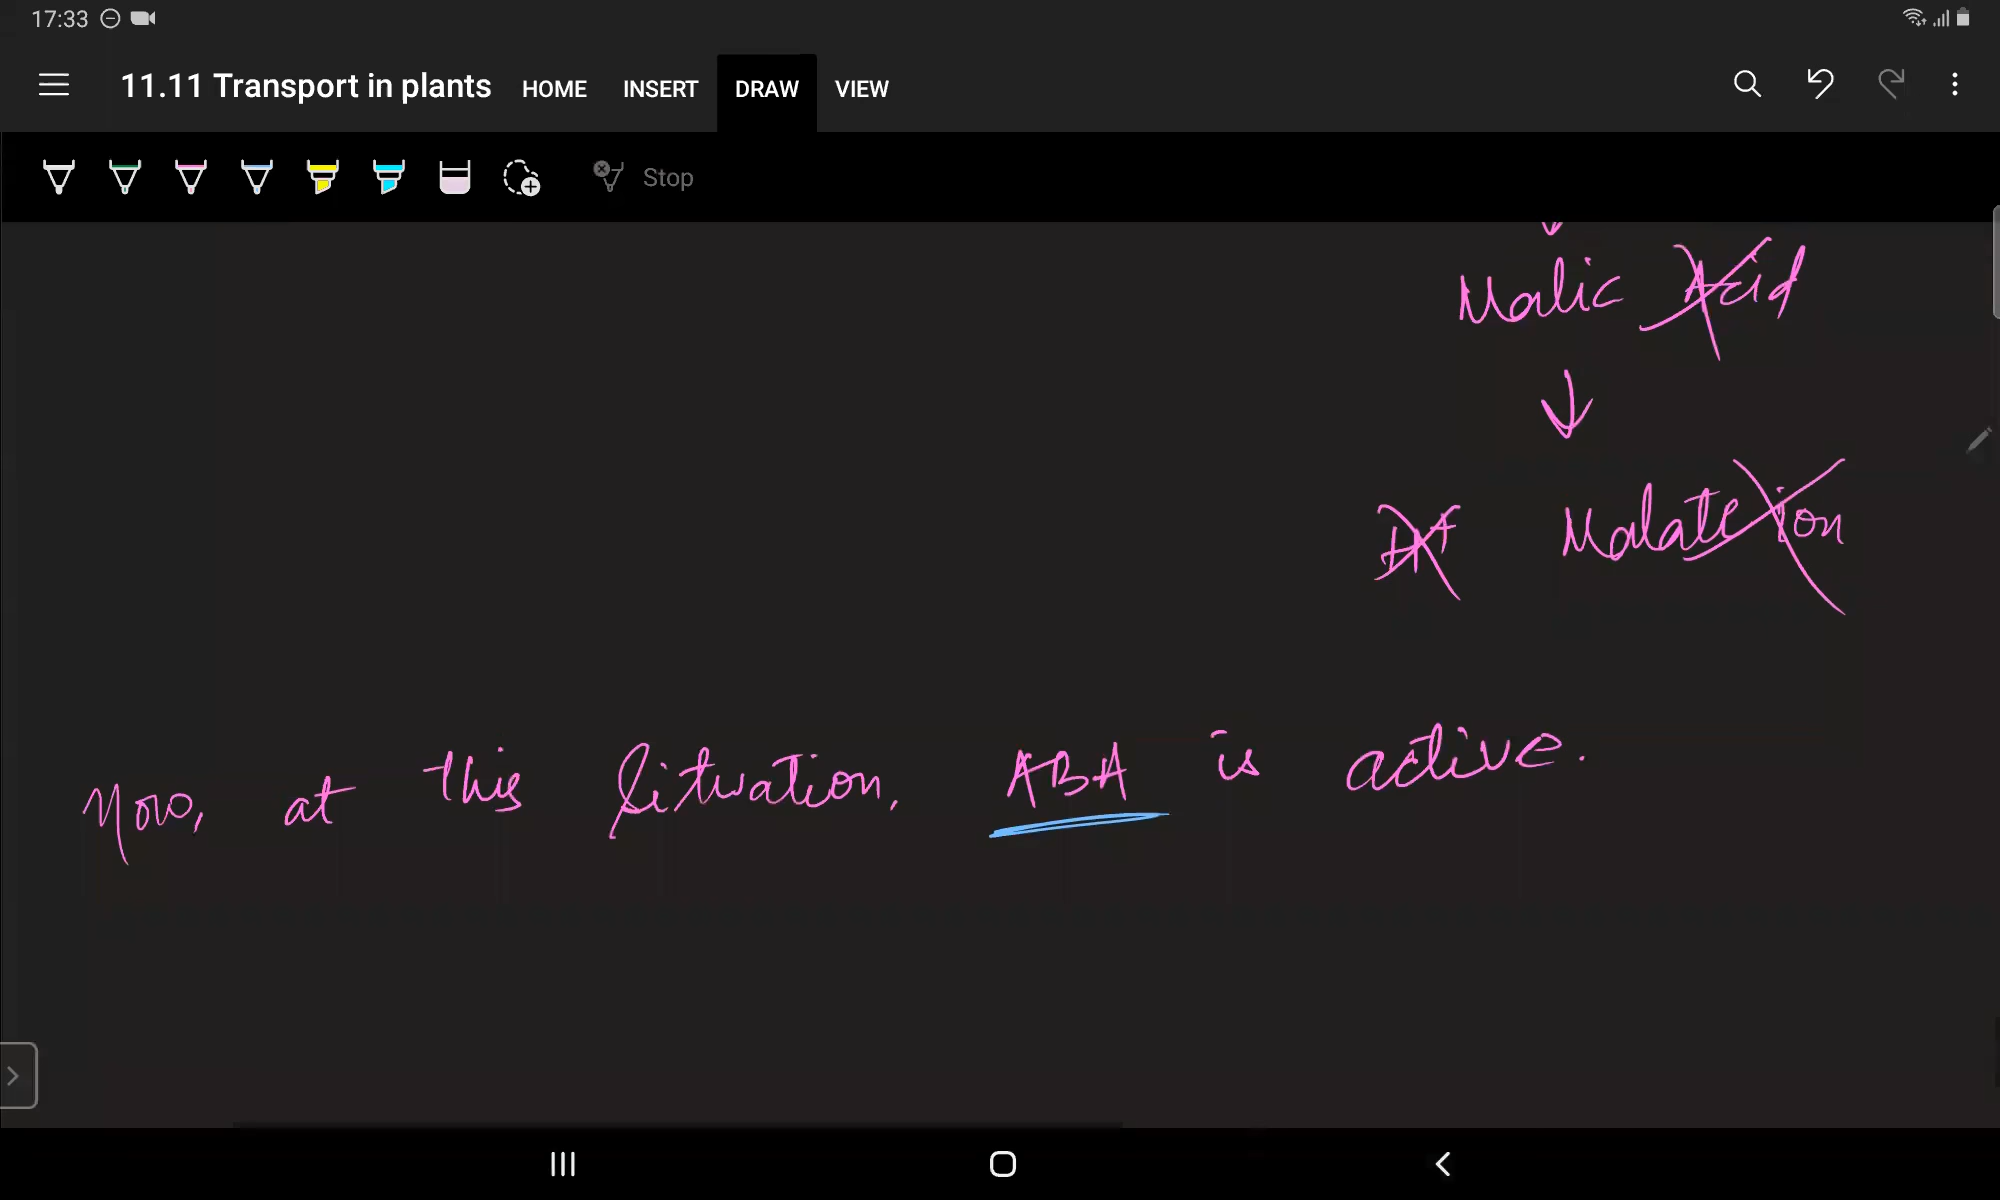 17:33
11.11 Transport in plants HOME INSERT DRAW VIEW
Stop
Malic Acid
Malate ion
Now, at this situation, ABA is active.